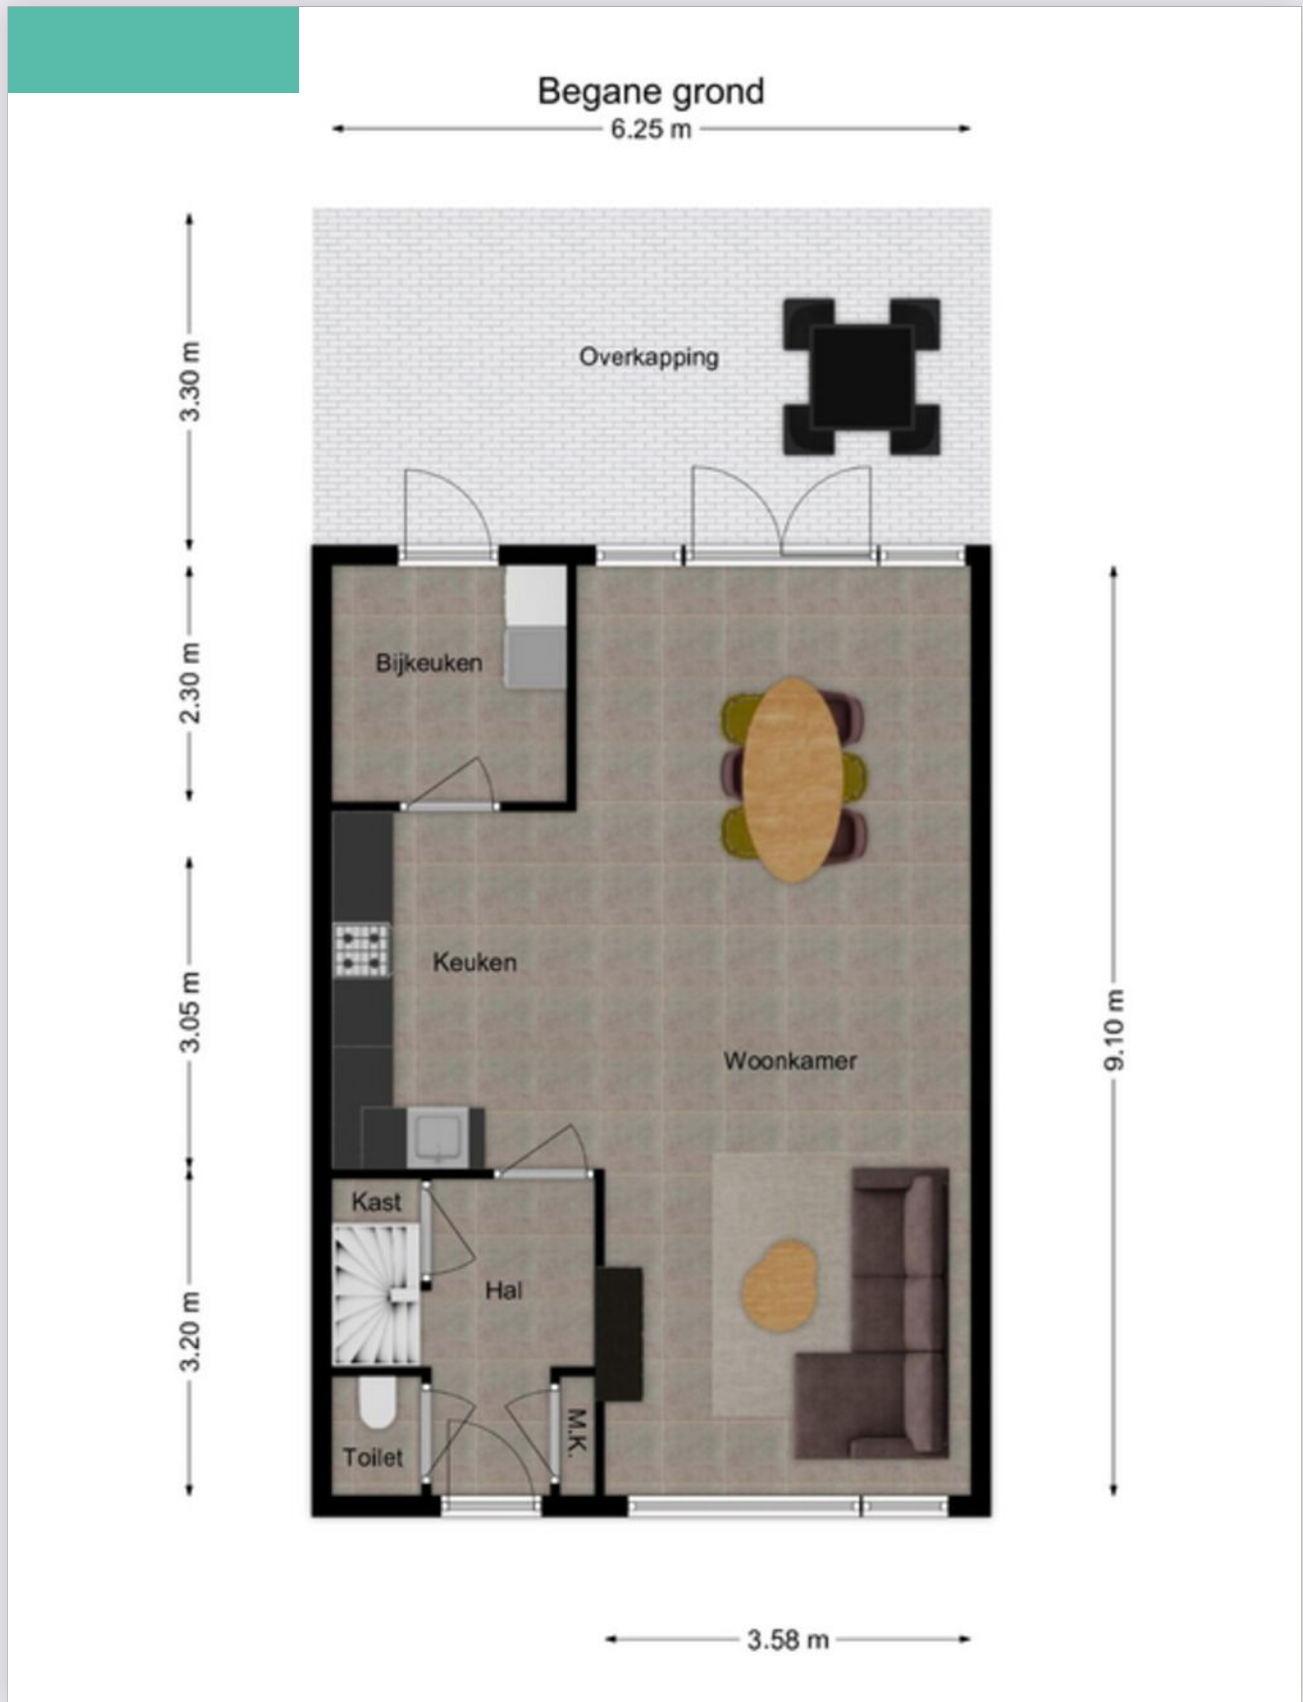 Begane grond
6.25 m
3.30 m
Overkapping
2.30 m
Bijkeuken
3.05 m
Keuken
9.10 m
Woonkamer
Kast
3.20 m
Hal
M.K.
Toilet
3.58 m